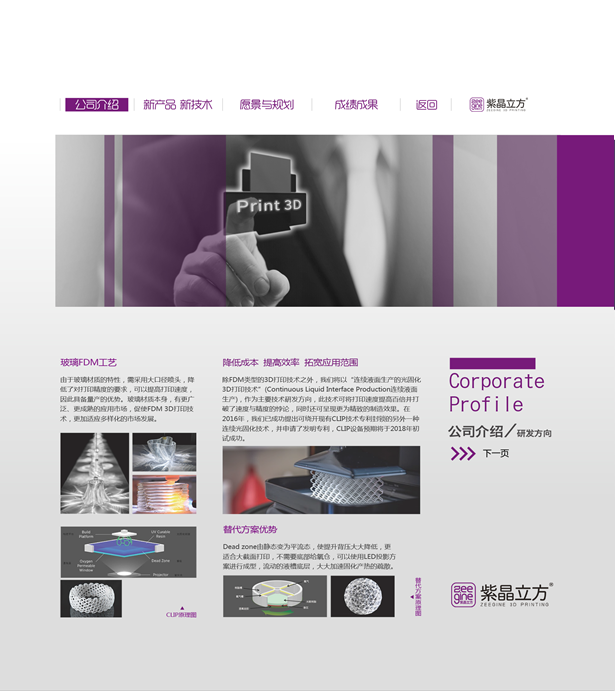 公司介绍
新产品 新技术
愿景与规划
成绩成果
返回
紫晶立方®
ZEEGINE 3D PRINTING
Print 3D
玻璃FDM工艺
由于玻璃材质的特性，需采用大口径喷头，降
低了对打印精度的要求，可以提高打印速度，
因此具备量产的优势。玻璃材质本身，有更广
泛、更成熟的应用市场，促使FDM 3D打印技
术，更加适应多样化的市场发展。
Build
Platform
UV Curable
Resin
Oxygen
Permeable
Window
Dead Zone
Projector
CLIP原理图
降低成本 提高效率 拓宽应用范围
除FDM类型的3D打印技术之外，我们将以“连续液面生产的光固化
3D打印技术”(Continuous Liquid Interface Production连续液面
生产)，作为主要技术研发方向，此技术可将打印速度提高百倍并打
破了速度与精度的悖论，同时还可呈现更为精致的制造效果。在
2016年，我们已成功提出可绕开现有CLIP技术专利封锁的另外一种
连续光固化技术，并申请了发明专利，CLIP设备预期将于2018年初
试成功。
替代方案优势
Dead zone由静态变为平流态，使提升背压大大降低，更
适合大截面打印，不需要底部给氧合，可以使用LED投影方
案进行成型，流动的液槽底层，大大加速固化产热的疏散。
替代方案原理图
Corporate
Profile
公司介绍/研发方向
下一页
zee
gine
紫晶立方®
ZEEGINE 3D PRINTING